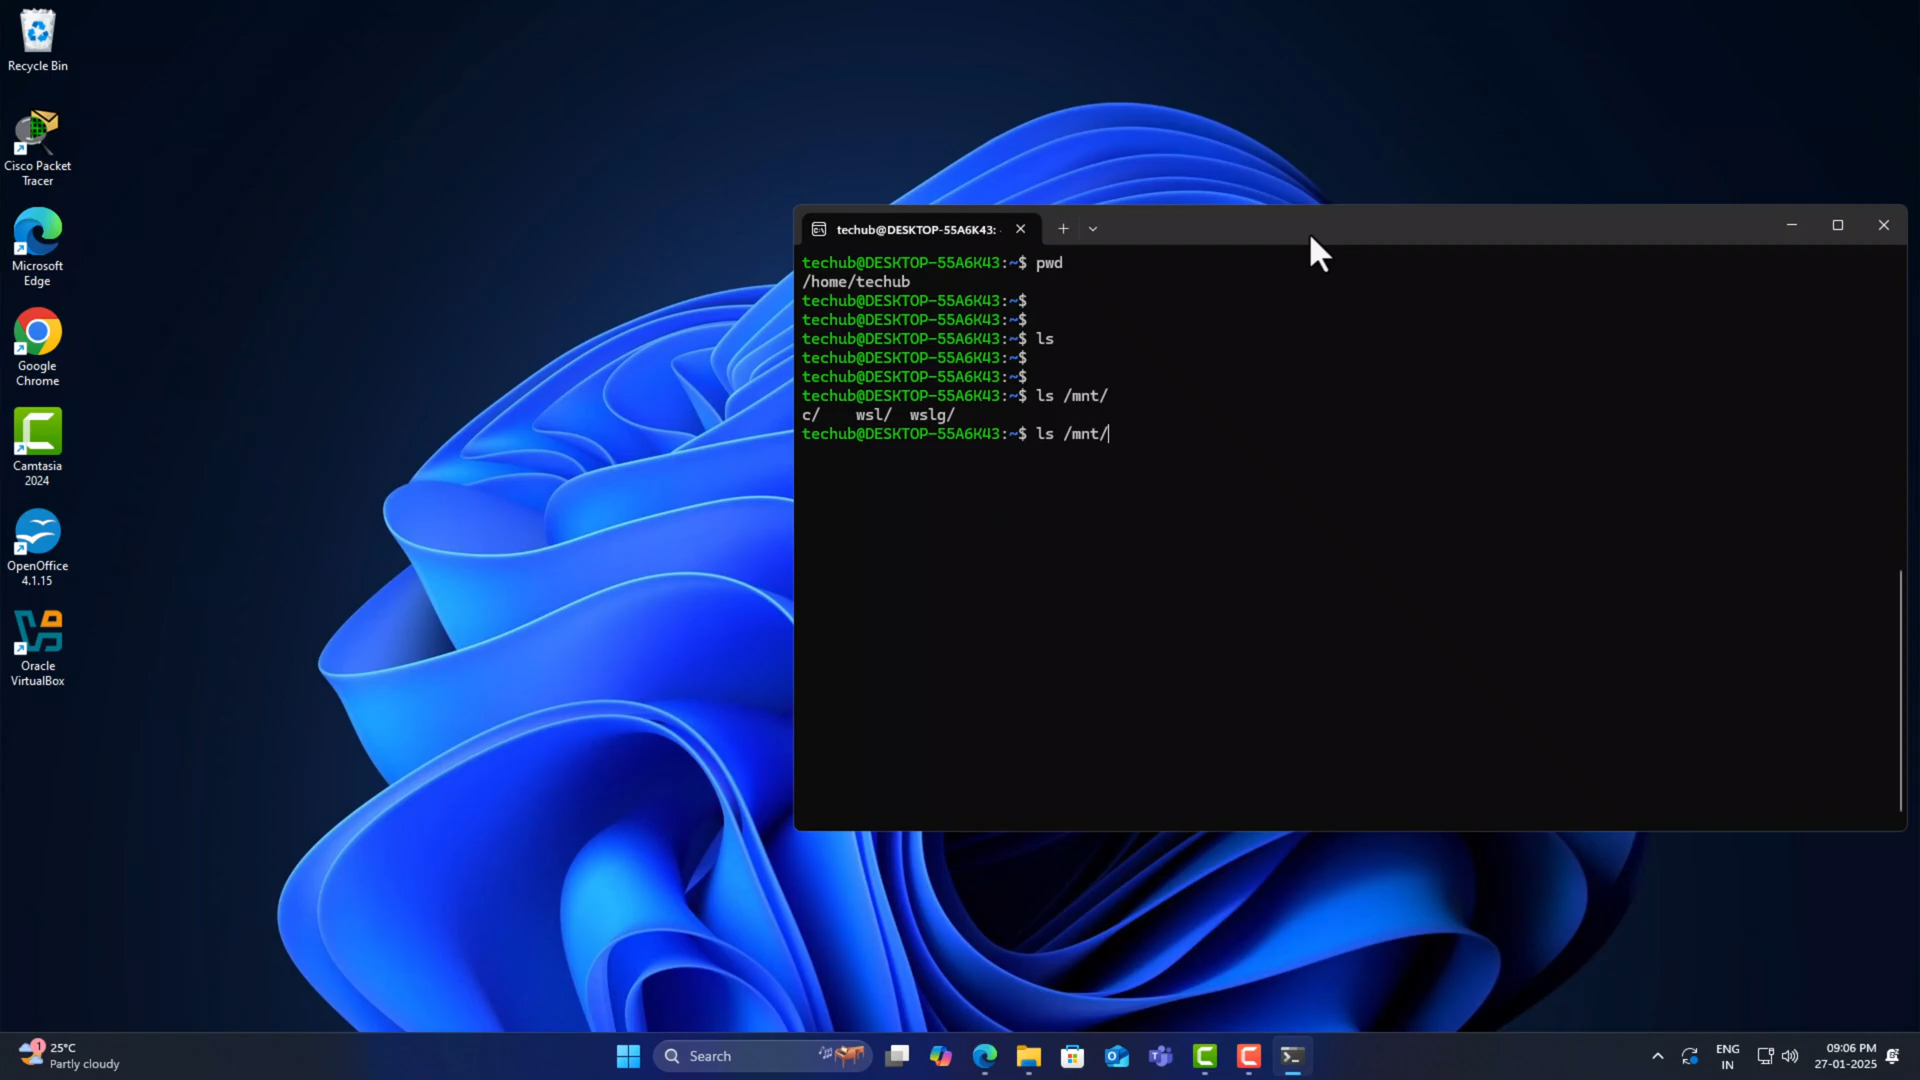 Recycle Bin
Cisco Packet
Tracer
Microsoft
Edge
Google
Chrome
Camtasia
2024
OpenOffice
4.1.15
Oracle
VirtualBox
techub@DESKTOP-55A6K43:
techub@DESKTOP-55A6K43:~$ pwd
/home/techub
techub@DESKTOP-55A6K43:~$
techub@DESKTOP-55A6K43:~$
techub@DESKTOP-55A6K43:~$ ls
techub@DESKTOP-55A6K43:~$
techub@DESKTOP-55A6K43:~$
techub@DESKTOP-55A6K43:~$ ls /mnt/
c/    wsl/  wslg/
techub@DESKTOP-55A6K43:~$ ls /mnt/
1
25°C
Partly cloudy
Search
ENG
IN
09:06 PM
27-01-2025